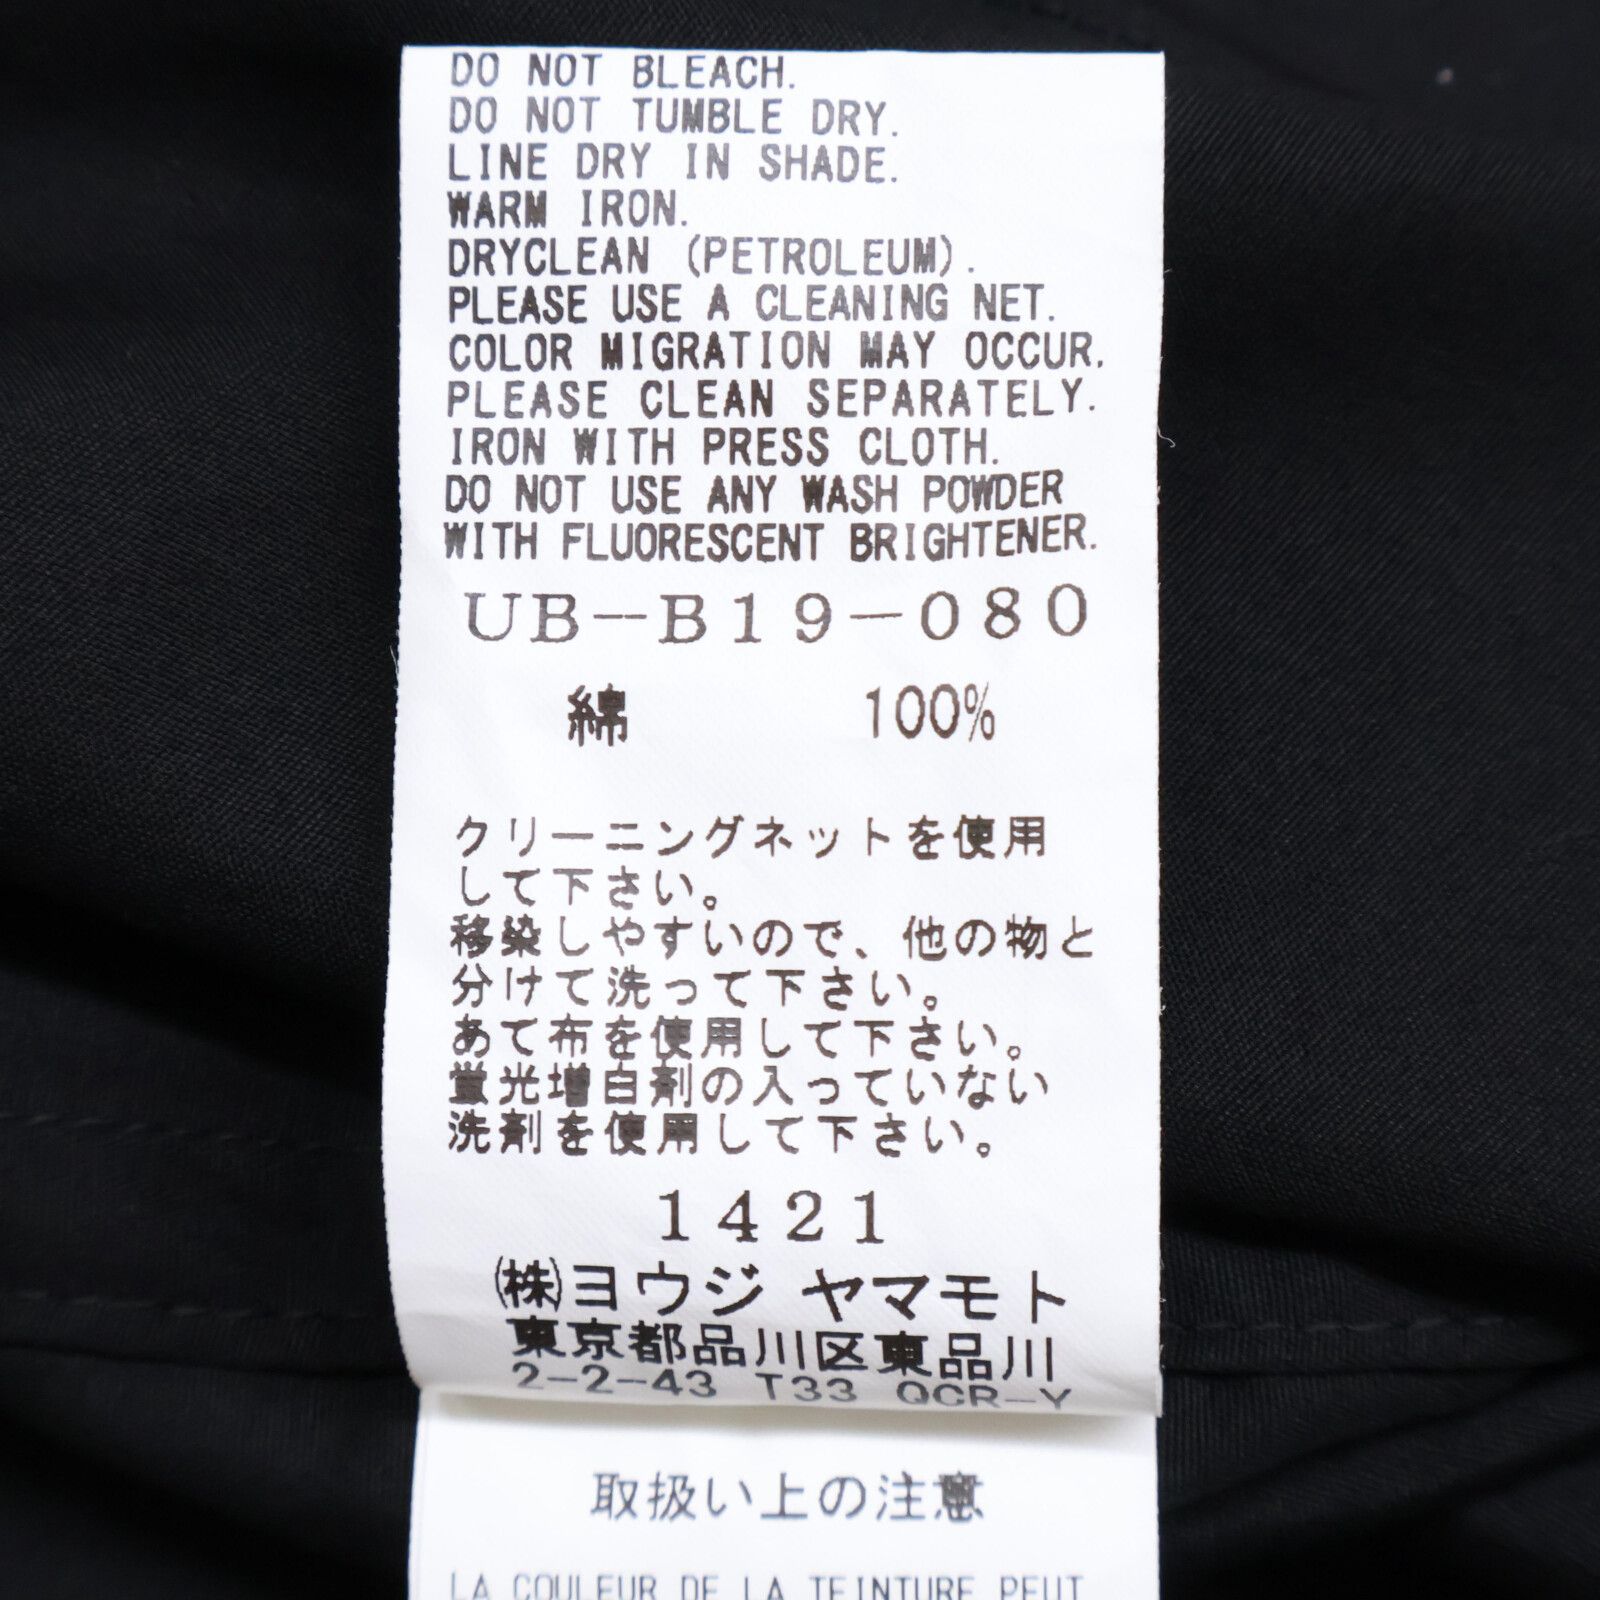 DO NOT BLEACH.
DO NOT TUMBLE DRY.
LINE DRY IN SHADE.
WARM IRON.
DRYCLEAN (PETROLEUM).
PLEASE USE A CLEANING NET.
COLOR MIGRATION MAY OCCUR.
PLEASE CLEAN SEPARATELY.
IRON WITH PRESS CLOTH.
DO NOT USE ANY WASH POWDER
WITH FLUORESCENT BRIGHTENER.
UB-B19-080
綿 100%
クリーニングネットを使用
して下さい。
移染しやすいので、他の物と
分けて洗って下さい。
あて布を使用して下さい。
蛍光増白剤の入っていない
洗剤を使用して下さい。
1421
(株)ヨウジ ヤマモト
東京都品川区東品川
2-2-43 T33 QCR-Y
取扱い上の注意
LA COULEUR DE LA TEINTURE PEUT